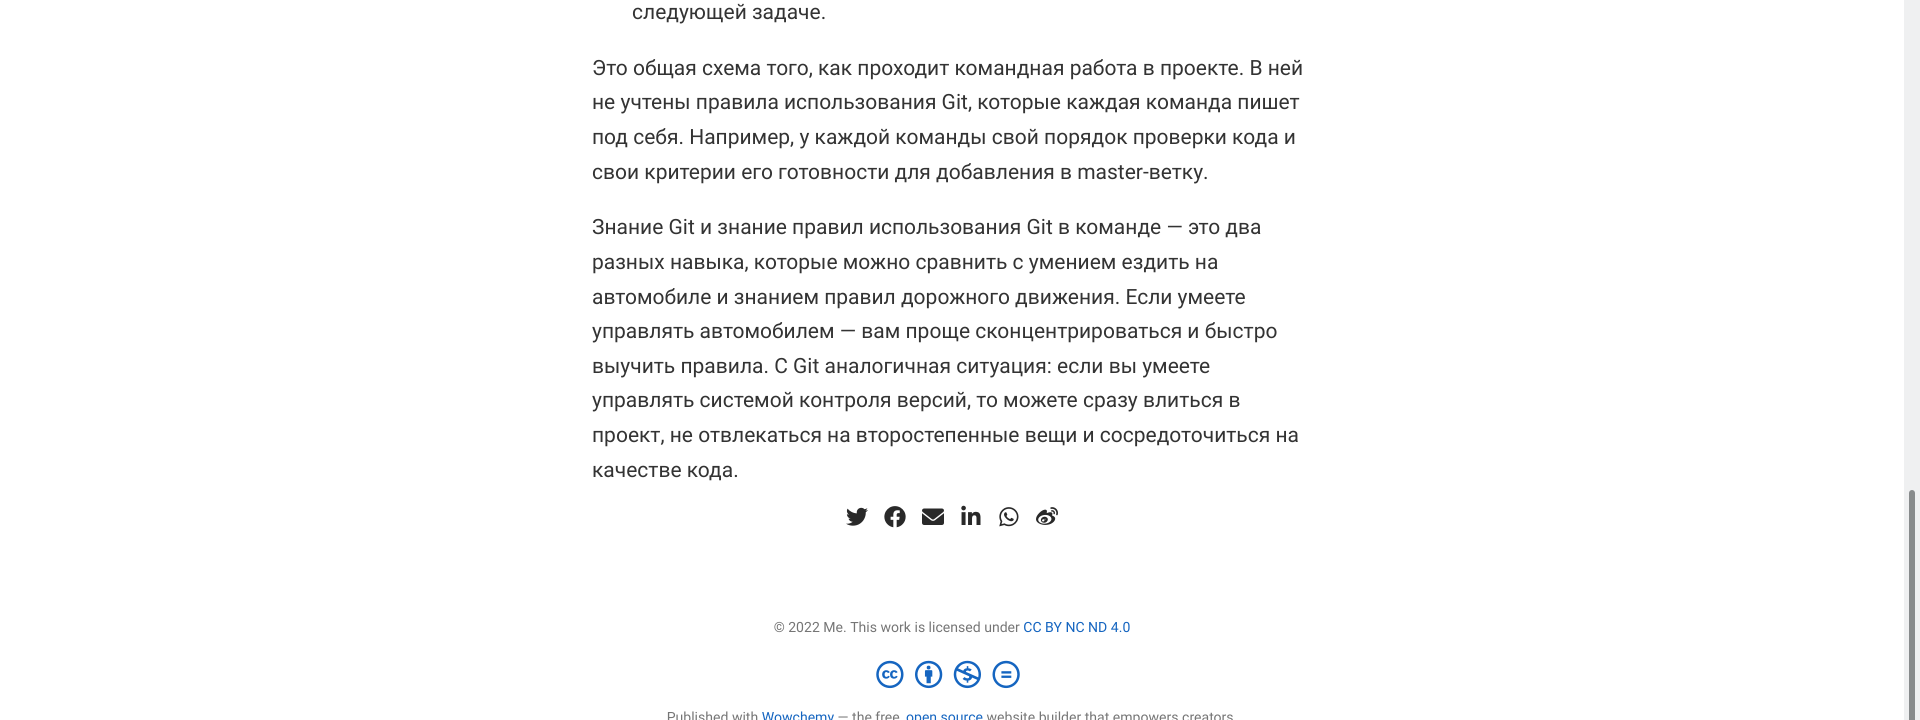 следующей задаче.
Это общая схема того, как проходит командная работа в проекте. В ней
не учтены правила использования Git, которые каждая команда пишет
под себя. Например, у каждой команды свой порядок проверки кода и
свои критерии его готовности для добавления в master-ветку.
Знание Git и знание правил использования Git в команде — это два
разных навыка, которые можно сравнить с умением ездить на
автомобиле и знанием правил дорожного движения. Если умеете
управлять автомобилем — вам проще сконцентрироваться и быстро
выучить правила. С Git аналогичная ситуация: если вы умеете
управлять системой контроля версий, то можете сразу влиться в
проект, не отвлекаться на второстепенные вещи и сосредоточиться на
качестве кода.
© 2022 Me. This work is licensed under CC BY NC ND 4.0
Published with Wowchemy — the free, open source website builder that empowers creators.